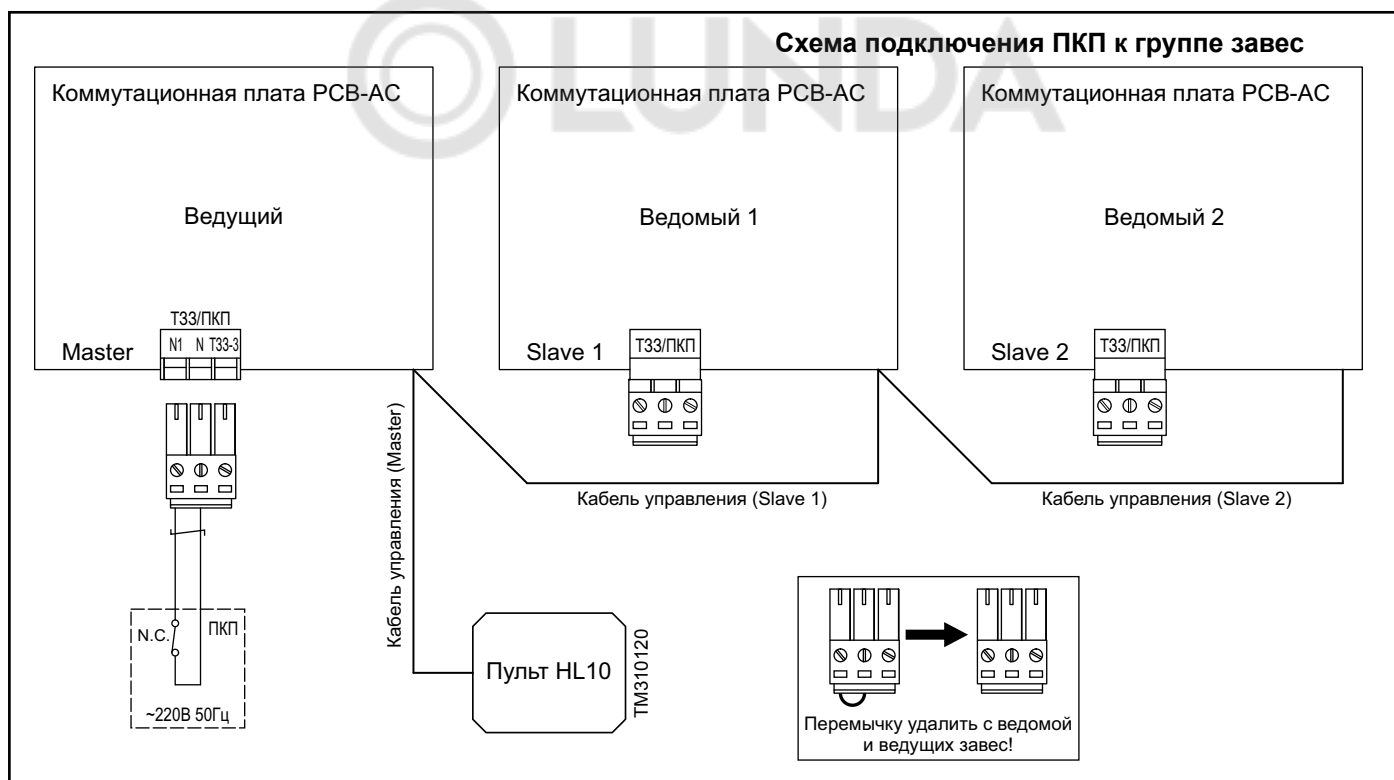 LUNDA
Схема подключения ПКП к группе завес
Коммутационная плата PCB-AC
Ведущий
Master
ТЗЗ/ПКП
N1 N ТЗЗ-3
Коммутационная плата PCB-AC
Ведомый 1
Slave 1
ТЗЗ/ПКП
Коммутационная плата PCB-AC
Ведомый 2
Slave 2
ТЗЗ/ПКП
Кабель управления (Master)
Кабель управления (Slave 1)
Кабель управления (Slave 2)
N.C.
ПКП
~220В 50Гц
Пульт HL10
TM310120
Перемычку удалить с ведомой
и ведущих завес!